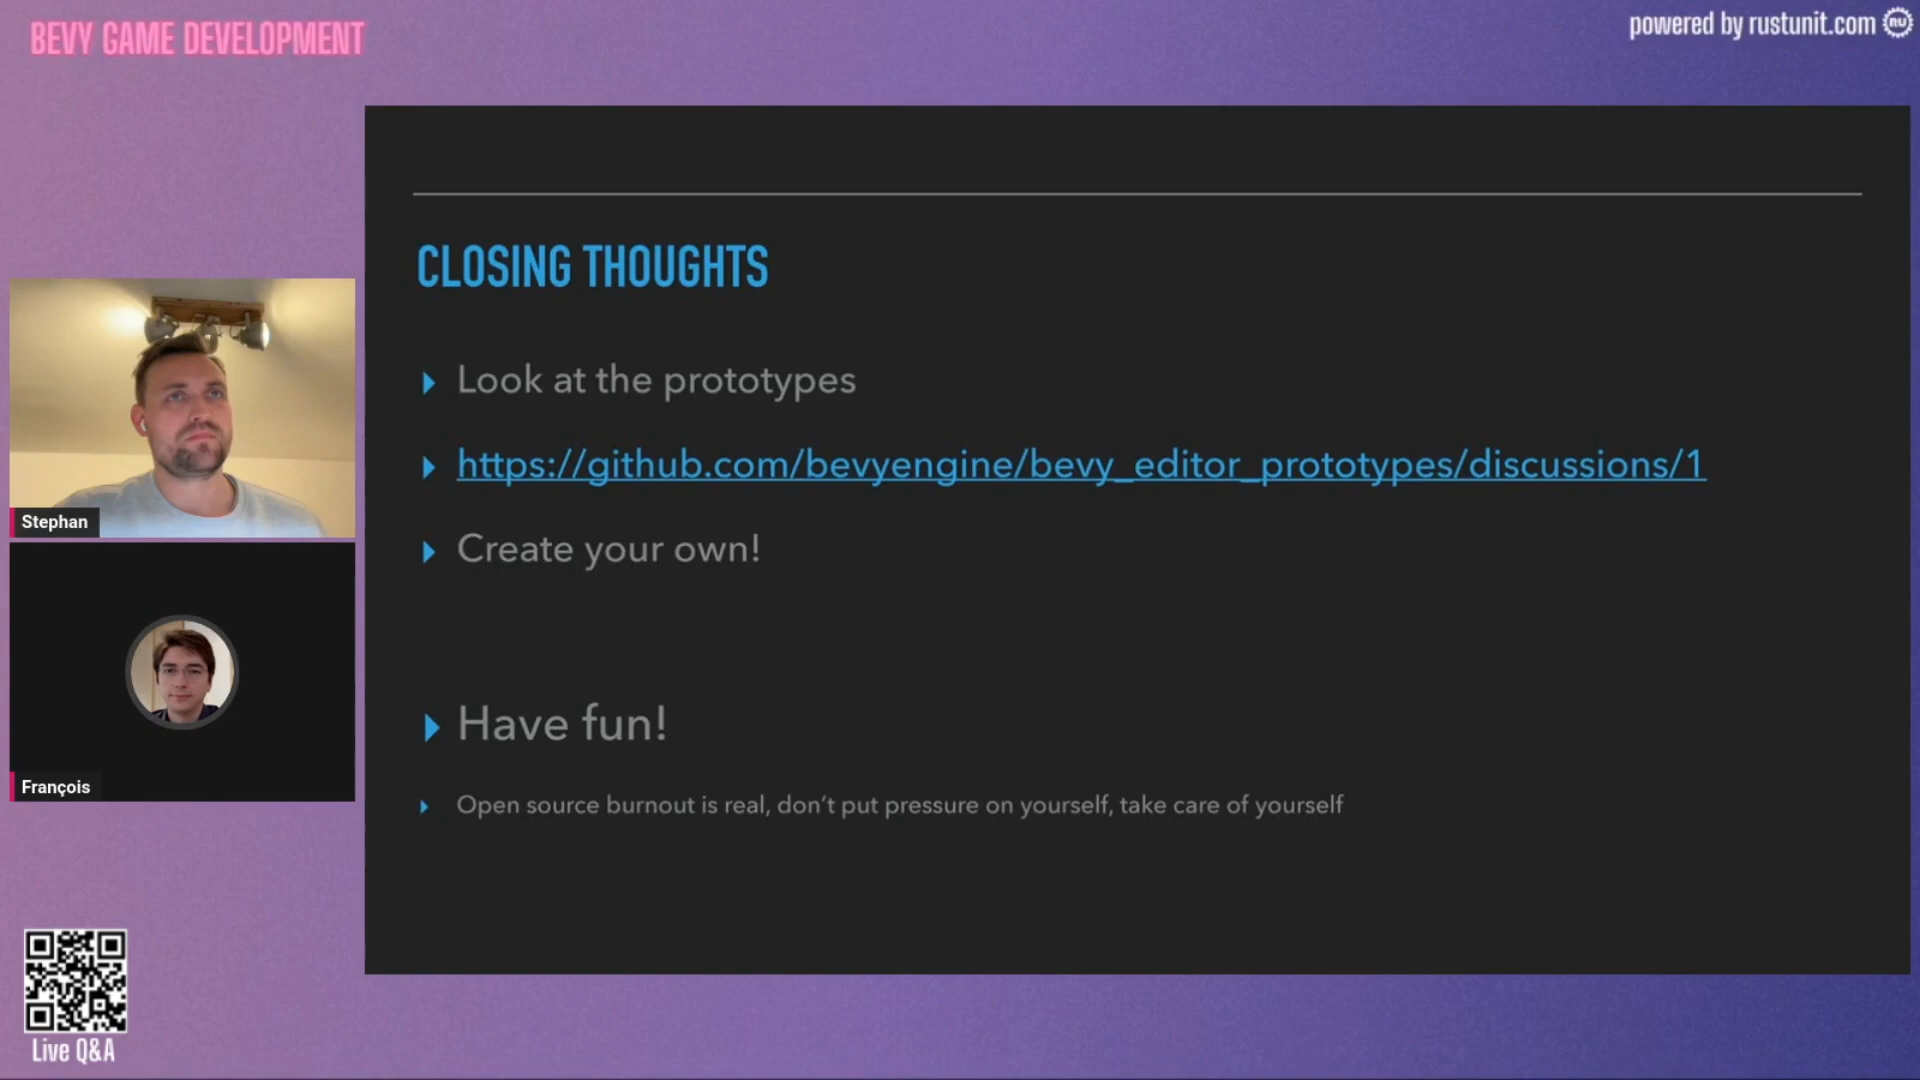 BEVY GAME DEVELOPMENT
powered by rustunit.com
RU
CLOSING THOUGHTS
Look at the prototypes
https://github.com/bevyengine/bevy_editor_prototypes/discussions/1
Create your own!
Have fun!
Open source burnout is real, don’t put pressure on yourself, take care of yourself
Stephan
François
Live Q&A